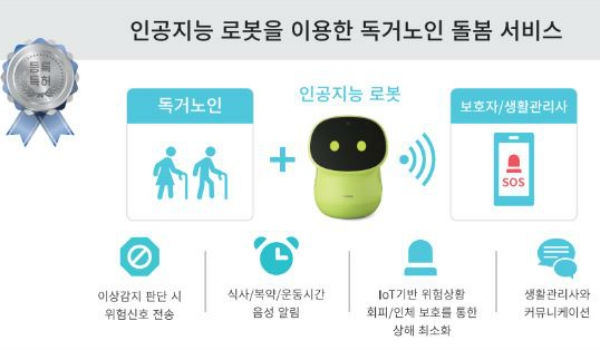 인공지능 로봇을 이용한 독거노인 돌봄 서비스
등록
특허
독거노인
인공지능 로봇
보호자/생활관리사
SOS
이상감지 판단 시
위험신호 전송
식사/복약/운동시간
음성 알림
IoT기반 위험상황
회피/인체 보호를 통한
상해 최소화
생활관리사와
커뮤니케이션